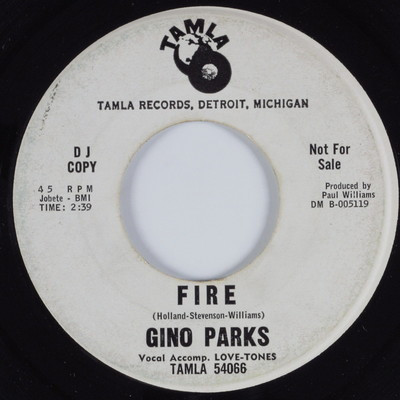 TAMLA
TAMLA RECORDS, DETROIT, MICHIGAN
D J
COPY
Not For
Sale
45 RPM
Jobete - BMI
TIME: 2:39
Produced by
Paul Williams
DM B-005119
FIRE
(Holland-Stevenson-Williams)
GINO PARKS
Vocal Accomp. LOVE-TONES
TAMLA 54066